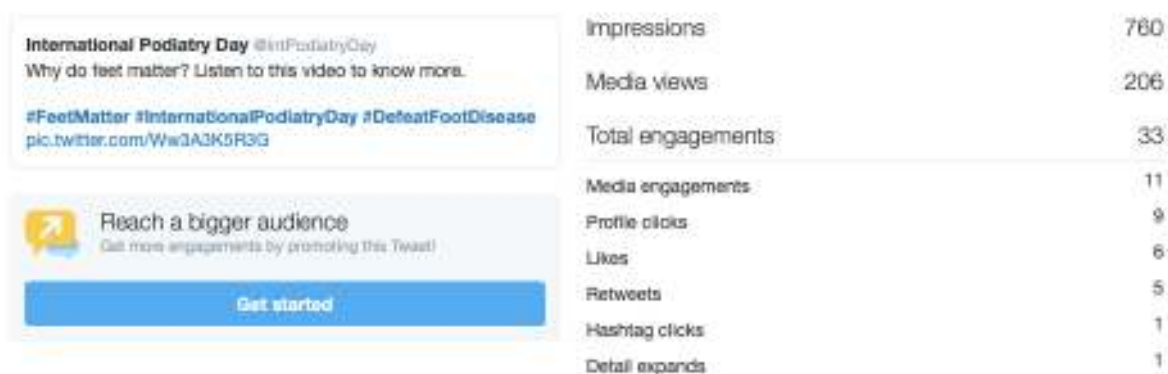 International Podiatry Day @intPodiatryDay
Why do feet matter? Listen to this video to know more.
#FeetMatter #InternationalPodiatryDay #DefeatFootDisease
pic.twitter.com/Ww3A3K5R3G
Reach a bigger audience
Get more engagements by promoting this Tweet!
Get started
Impressions 760
Media views 206
Total engagements 33
Media engagements 11
Profile clicks 9
Likes 6
Retweets 5
Hashtag clicks 1
Detail expands 1